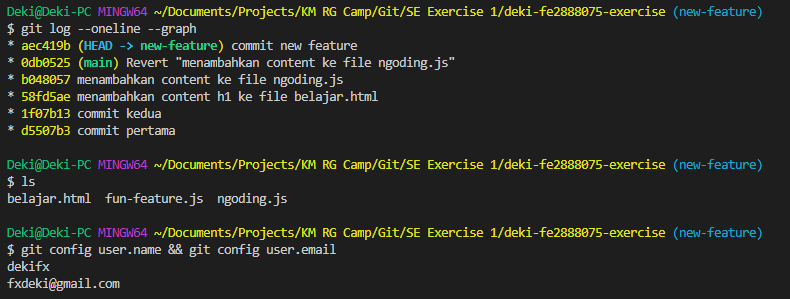 Deki@Deki-PC MINGW64 ~/Documents/Projects/KM RG Camp/Git/SE Exercise 1/deki-fe2888075-exercise (new-feature)
$ git log --oneline --graph
* aec419b (HEAD -> new-feature) commit new feature
* 0db0525 (main) Revert "menambahkan content ke file ngoding.js"
* b048057 menambahkan content ke file ngoding.js
* 58fd5ae menambahkan content h1 ke file belajar.html
* 1f07b13 commit kedua
* d5507b3 commit pertama
Deki@Deki-PC MINGW64 ~/Documents/Projects/KM RG Camp/Git/SE Exercise 1/deki-fe2888075-exercise (new-feature)
$ ls
belajar.html  fun-feature.js  ngoding.js
Deki@Deki-PC MINGW64 ~/Documents/Projects/KM RG Camp/Git/SE Exercise 1/deki-fe2888075-exercise (new-feature)
$ git config user.name && git config user.email
dekifx
fxdeki@gmail.com